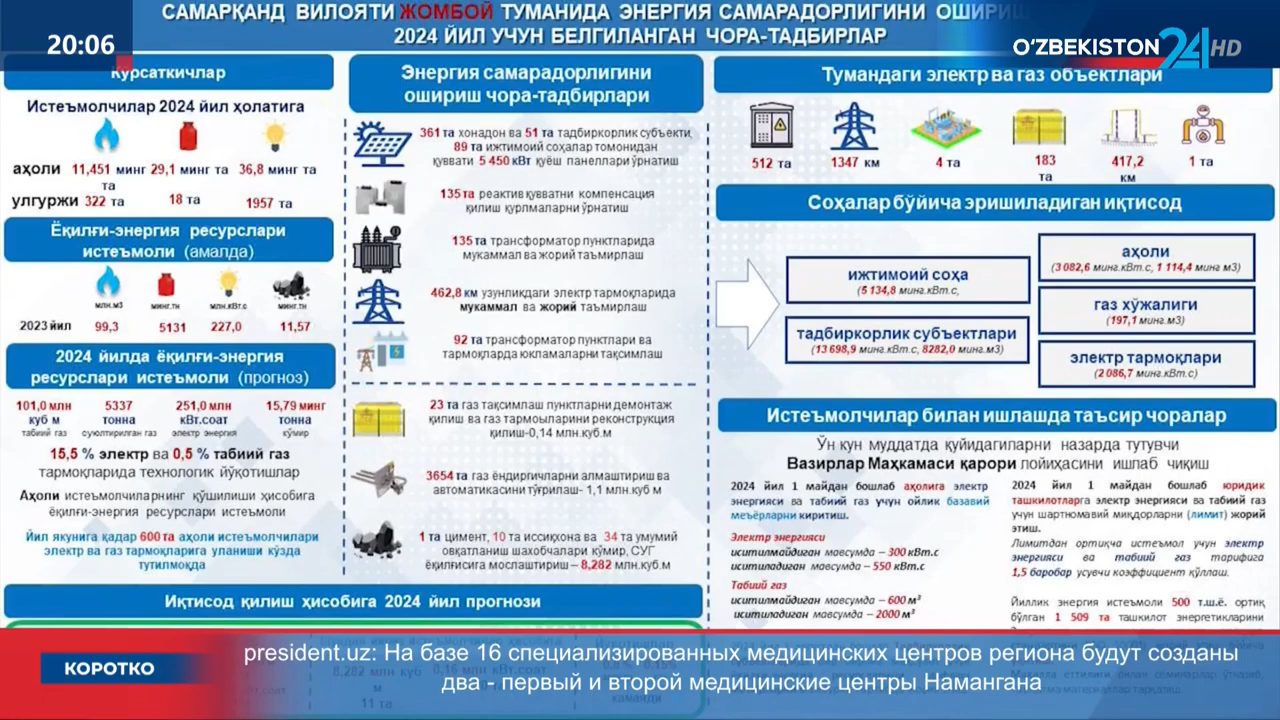 САМАРҚАНД ВИЛОЯТИ ЖОМБОЙ ТУМАНИДА ЭНЕРГИЯ САМАРАДОРЛИГИНИ
2024 ЙИЛ УЧУН БЕЛГИЛАНГАН ЧОРА-ТАДБИРЛАР
20:06
O‘ZBEKISTON 24 HD
Кўрсаткичлар
Истеъмолчилар 2024 йил ҳолатига
аҳоли 11,451 минг та 29,1 минг та 36,8 минг та
улгуржи 322 та 18 та 1957 та
Ёқилғи-энергия ресурслари
истеъмоли (амалда)
млн.м3 минг.тн млн.кВт.с минг.тн
2023 йил 99,3 5131 227,0 11,57
2024 йилда ёқилғи-энергия
ресурслари истеъмоли (прогноз)
101,0 млн 5337 251,0 млн 15,79 минг
куб м тонна кВт.соат тонна
табиий газ суюлтирилган газ электр энергия кўмир
15,5 % электр ва 0,5 % табиий газ
тармоқларида технологик йўқотишлар
Аҳоли истеъмолчиларнинг қўшилиши ҳисобига
ёқилғи-энергия ресурслари истеъмоли
Йил якунига қадар 600 та аҳоли истеъмолчилари
электр ва газ тармоқларига уланиши кўзда
тутилмоқда
Энергия самарадорлигини
ошириш чора-тадбирлари
361 та хонадон ва 51 та тадбиркорлик субъекти,
89 та ижтимоий соҳалар томонидан
қуввати 5 450 кВт қуёш панеллари ўрнатиш
135 та реактив қувватни компенсация
қилиш қурлмаларни ўрнатиш
135 та трансформатор пунктларида
мукаммал ва жорий таъмирлаш
462,8 км узунликдаги электр тармоқларида
мукаммал ва жорий таъмирлаш
92 та трансформатор пунктлари ва
тармоқларда юкламаларни тақсимлаш
23 та газ тақсимлаш пунктларни демонтаж
қилиш ва газ тармоыларини реконструкция
қилиш-0,14 млн.куб.м
3654 та газ ёндиргичларни алмаштириш ва
автоматикасини тўғрилаш- 1,1 млн.куб м
1 та цимент, 10 та иссиқхона ва 34 та умумий
овқатланиш шахобчалари кўмир, СУГ
ёқилғисига мослаштириш – 8,282 млн.куб.м
Иқтисод қилиш ҳисобига 2024 йил прогнози
Тумандаги электр ва газ объектлари
512 та 1347 км 4 та 183 та 417,2 км 1 та
Соҳалар бўйича эришиладиган иқтисод
ижтимоий соҳа
(5 134,8 минг.кВт.с,
тадбиркорлик субъектлари
(13 698,9 минг.кВт.с, 8282,0 минг.м3)
аҳоли
(3 082,6 минг.кВт.с, 1 114,4 минг м3)
газ хўжалиги
(197,1 минг.м3)
электр тармоқлари
(2 086,7 минг.кВт.с)
Истеъмолчилар билан ишлашда таъсир чоралар
Ўн кун муддатда қуйидагиларни назарда тутувчи
Вазирлар Маҳкамаси қарори лойиҳасини ишлаб чиқиш
2024 йил 1 майдан бошлаб аҳолига электр
энергияси ва табиий газ учун ойлик базавий
меъёрларни киритиш.
Электр энергияси
иситилмайдиган мавсумда – 300 кВт.с
иситиладиган мавсумда – 550 кВт.с
Табиий газ
иситилмайдиган мавсумда – 600 м³
иситиладиган мавсумда – 2000 м³
2024 йил 1 майдан бошлаб юридик
ташкилотларга электр энергияси ва табиий газ
учун шартномавий миқдорларни (лимит) жорий
этиш.
Лимитдан ортиқча истеъмол учун электр
энергияси ва табиий газ тарифига
1,5 баробар усувчи коэффициент қўллаш.
Йиллик энергия истеъмоли 500 т.ш.ё. ортиқ
бўлган 1 509 та ташкилот энергетикларини
КОРОТКО
president.uz: На базе 16 специализированных медицинских центров региона будут созданы
два - первый и второй медицинские центры Намангана